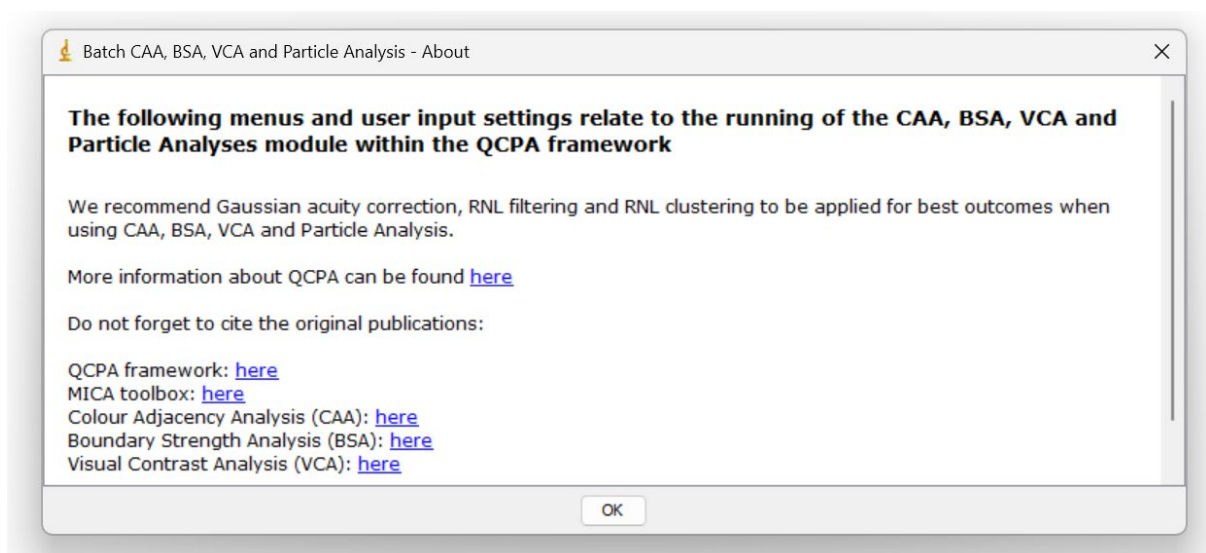 Batch CAA, BSA, VCA and Particle Analysis - About
The following menus and user input settings relate to the running of the CAA, BSA, VCA and
Particle Analyses module within the QCPA framework
We recommend Gaussian acuity correction, RNL filtering and RNL clustering to be applied for best outcomes when
using CAA, BSA, VCA and Particle Analysis.
More information about QCPA can be found here
Do not forget to cite the original publications:
QCPA framework: here
MICA toolbox: here
Colour Adjacency Analysis (CAA): here
Boundary Strength Analysis (BSA): here
Visual Contrast Analysis (VCA): here
OK